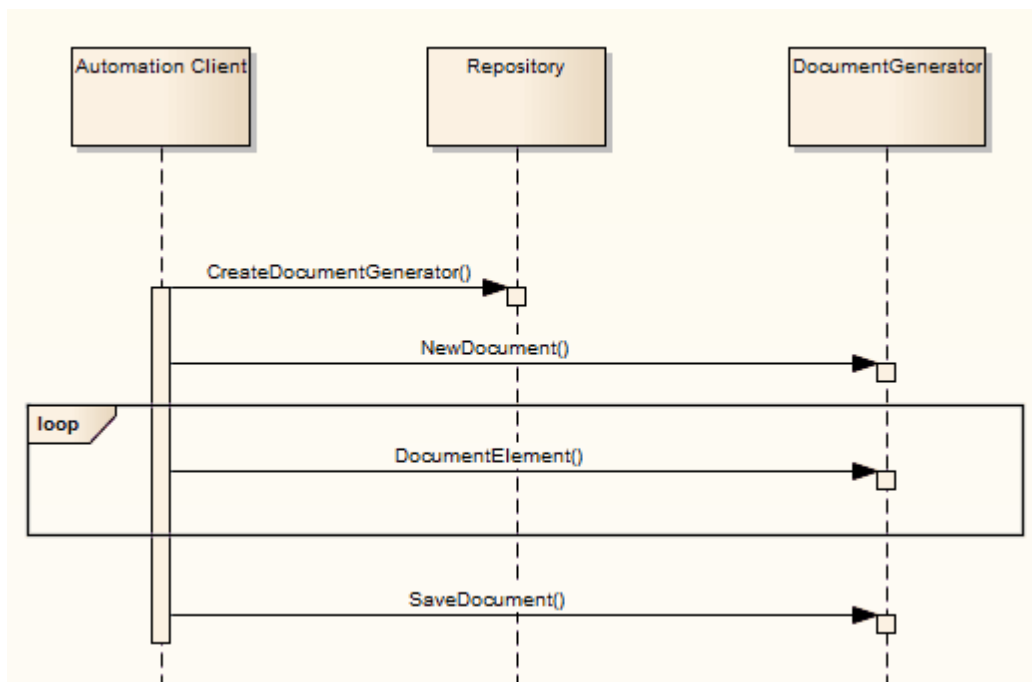 Automation Client
Repository
DocumentGenerator
CreateDocumentGenerator()
NewDocument()
loop
DocumentElement()
SaveDocument()